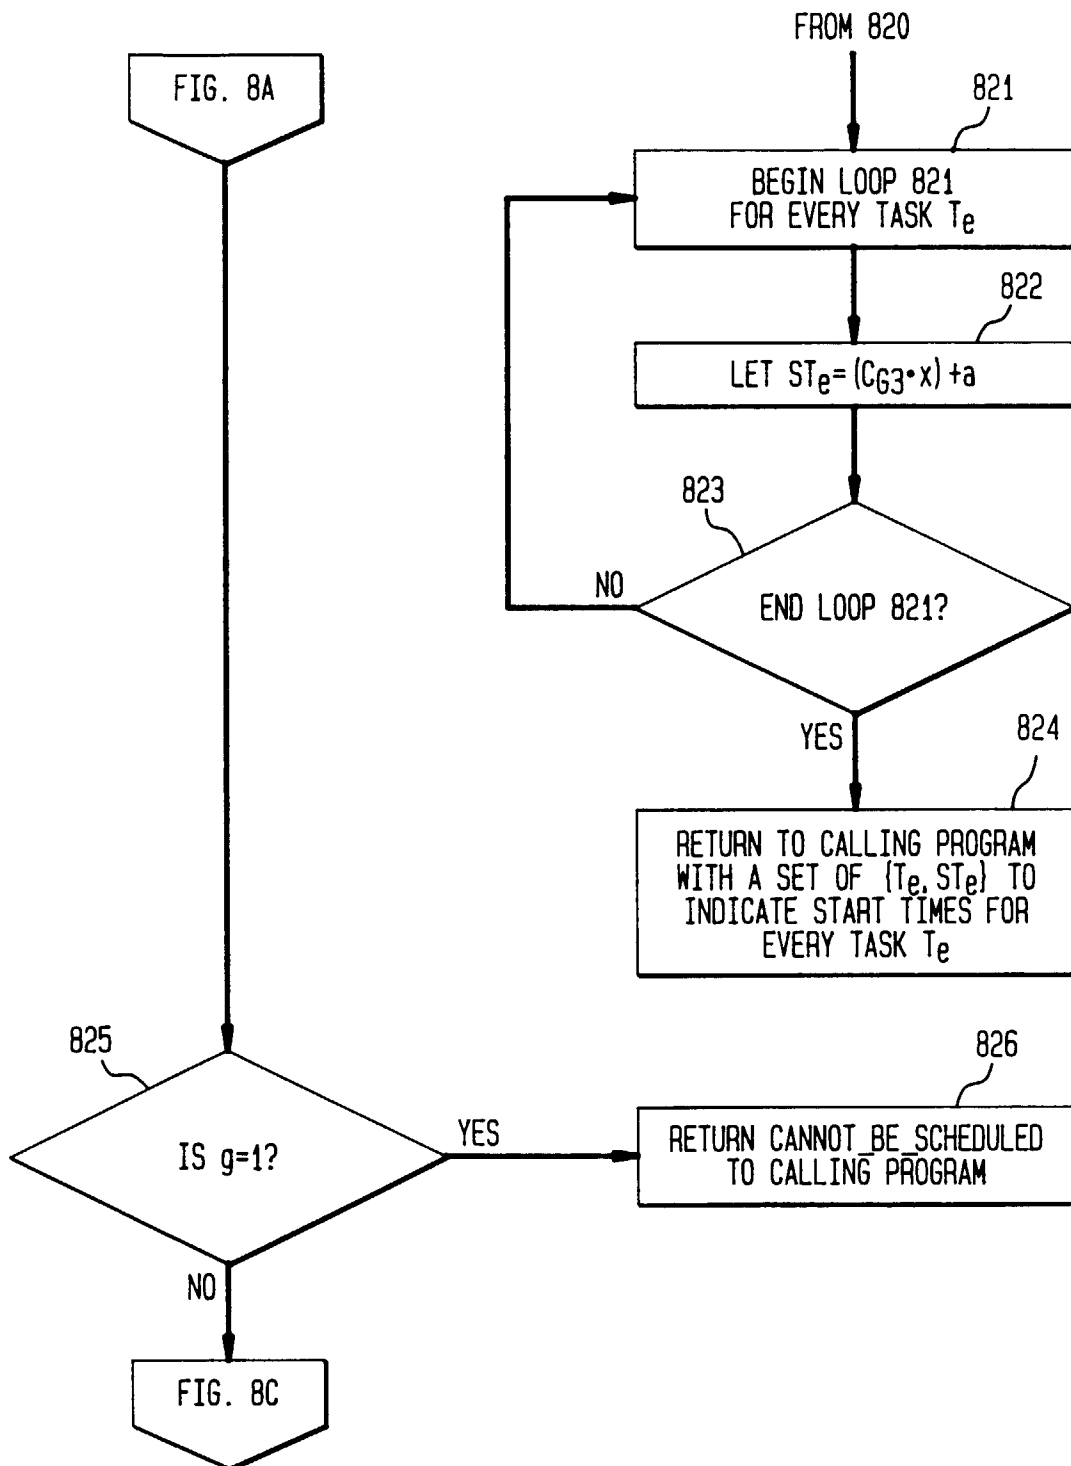 FROM 820
FIG. 8A
821
BEGIN LOOP 821
FOR EVERY TASK Te
822
LET STe=(CG3•x)+a
823
NO
END LOOP 821?
YES
824
RETURN TO CALLING PROGRAM
WITH A SET OF {Te, STe} TO
INDICATE START TIMES FOR
EVERY TASK Te
825
IS g=1?
YES
826
RETURN CANNOT_BE_SCHEDULED
TO CALLING PROGRAM
NO
FIG. 8C